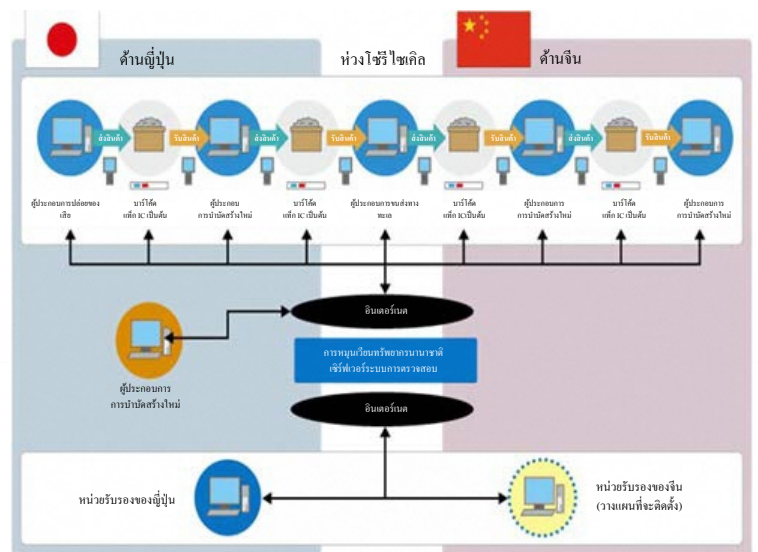 ด้านญี่ปุ่น
ห่วงโซ่รีไซเคิล
ด้านจีน
ส่งสินค้า
รับสินค้า
ส่งสินค้า
รับสินค้า
ส่งสินค้า
รับสินค้า
ส่งสินค้า
รับสินค้า
ผู้ประกอบการปล่อยของ
เสีย
บาร์โค้ด
แท็ก IC เป็นต้น
ผู้ประกอบ
การบำบัดสร้างใหม่
บาร์โค้ด
แท็ก IC เป็นต้น
ผู้ประกอบการขนส่งทาง
ทะเล
บาร์โค้ด
แท็ก ICเป็นต้น
ผู้ประกอบการ
การบำบัดสร้างใหม่
บาร์โค้ด
แท็ก IC เป็นต้น
ผู้ประกอบการ
การบำบัดสร้างใหม่
อินเตอร์เนต
การหมุนเวียนทรัพยากรนานาชาติ
เซิร์ฟเวอร์ระบบการตรวจสอบ
ผู้ประกอบการ
การบำบัดสร้างใหม่
อินเตอร์เนต
หน่วยรับรองของญี่ปุ่น
หน่วยรับรองของจีน
(วางแผนที่จะติดตั้ง)